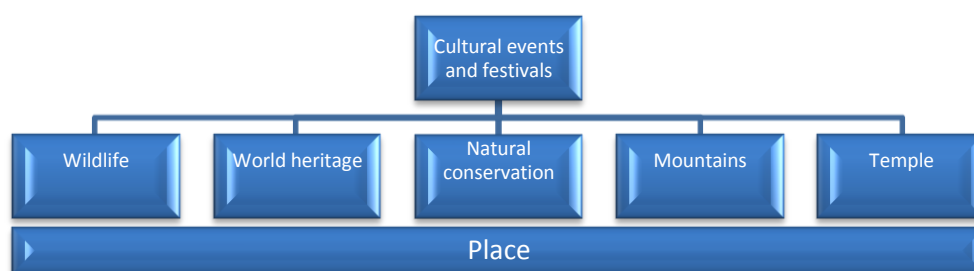 Cultural events
and festivals
Wildlife
World heritage
Natural
conservation
Mountains
Temple
Place